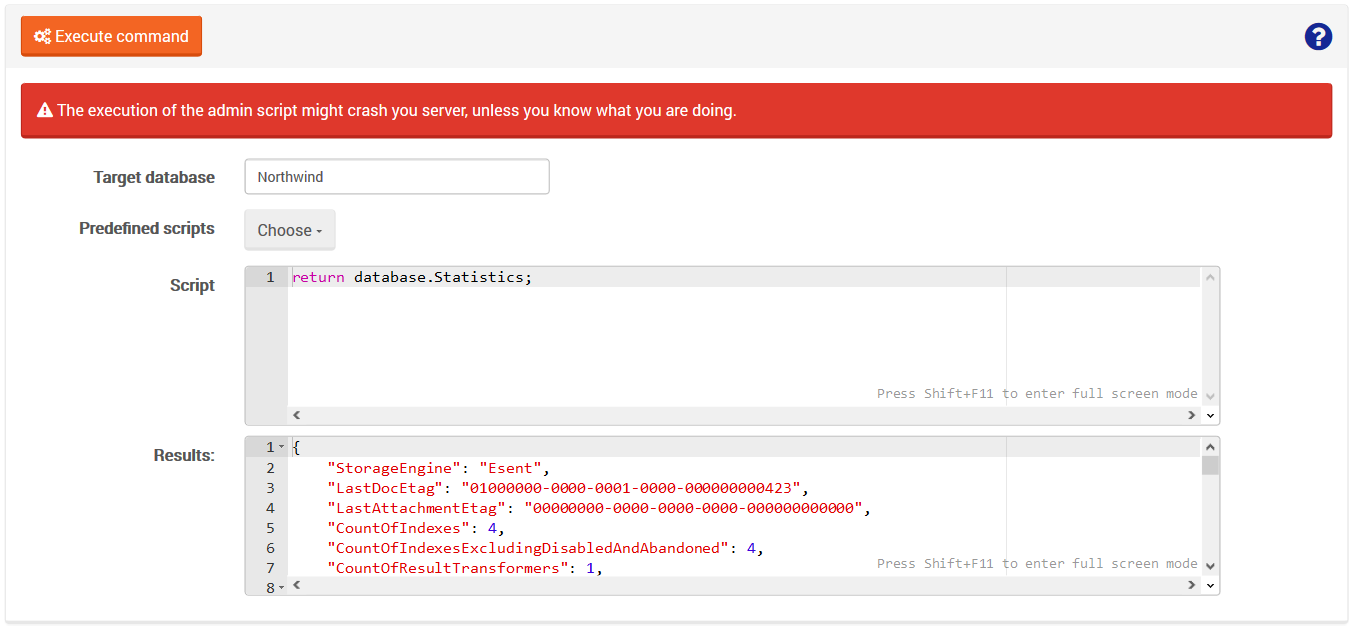 Execute command
?
The execution of the admin script might crash you server, unless you know what you are doing.
Target database
Northwind
Predefined scripts
Choose
Script
1 return database.Statistics;
Press Shift+F11 to enter full screen mode
Results:
1 {
2 "StorageEngine": "Esent",
3 "LastDocEtag": "01000000-0000-0001-0000-000000000423",
4 "LastAttachmentEtag": "00000000-0000-0000-0000-000000000000",
5 "CountOfIndexes": 4,
6 "CountOfIndexesExcludingDisabledAndAbandoned": 4,
7 "CountOfResultTransformers": 1,
Press Shift+F11 to enter full screen mode
8